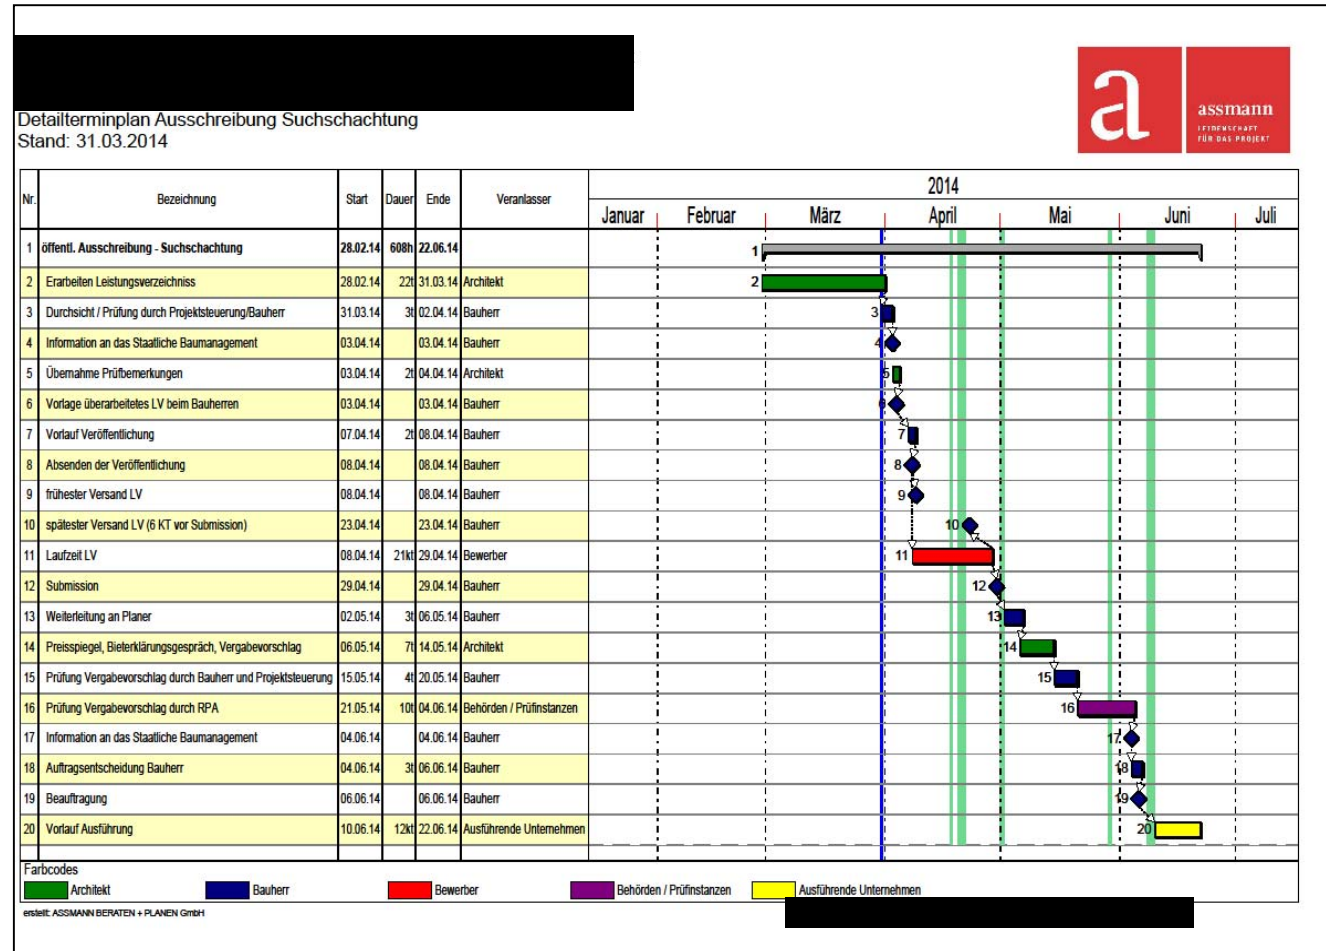 Detailterminplan Ausschreibung Suchschachtung
Stand: 31.03.2014
a
assmann
LEIDENSCHAFT
FÜR DAS PROJEKT
Nr. Bezeichnung Start Dauer Ende Veranlasser
2014
Januar Februar März April Mai Juni Juli
1 öffentl. Ausschreibung - Suchschachtung 28.02.14 608h 22.06.14 1
2 Erarbeiten Leistungsverzeichniss 28.02.14 22t 31.03.14 Architekt 2
3 Durchsicht / Prüfung durch Projektsteuerung/Bauherr 31.03.14 3t 02.04.14 Bauherr 3
4 Information an das Staatliche Baumanagement 03.04.14 03.04.14 Bauherr 4
5 Übernahme Prüfbemerkungen 03.04.14 2t 04.04.14 Architekt 5
6 Vorlage überarbeitetes LV beim Bauherren 03.04.14 03.04.14 Bauherr 6
7 Vorlauf Veröffentlichung 07.04.14 2t 08.04.14 Bauherr 7
8 Absenden der Veröffentlichung 08.04.14 08.04.14 Bauherr 8
9 frühester Versand LV 08.04.14 08.04.14 Bauherr 9
10 spätester Versand LV (6 KT vor Submission) 23.04.14 23.04.14 Bauherr 10
11 Laufzeit LV 08.04.14 21kt 29.04.14 Bewerber 11
12 Submission 29.04.14 29.04.14 Bauherr 12
13 Weiterleitung an Planer 02.05.14 3t 06.05.14 Bauherr 13
14 Preisspiegel, Bieterklärungsgespräch, Vergabevorschlag 06.05.14 7t 14.05.14 Architekt 14
15 Prüfung Vergabevorschlag durch Bauherr und Projektsteuerung 15.05.14 4t 20.05.14 Bauherr 15
16 Prüfung Vergabevorschlag durch RPA 21.05.14 10t 04.06.14 Behörden / Prüfinstanzen 16
17 Information an das Staatliche Baumanagement 04.06.14 04.06.14 Bauherr 17
18 Auftragsentscheidung Bauherr 04.06.14 3t 06.06.14 Bauherr 18
19 Beauftragung 06.06.14 06.06.14 Bauherr 19
20 Vorlauf Ausführung 10.06.14 12kt 22.06.14 Ausführende Unternehmen 20
Farbcodes
Architekt Bauherr Bewerber Behörden / Prüfinstanzen Ausführende Unternehmen
erstellt: ASSMANN BERATEN + PLANEN GmbH